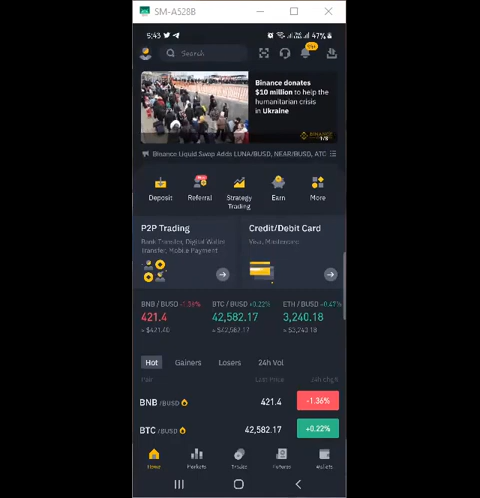 SM-A528B
5:43
47%
Search
99+
Binance donates
$10 million to help the
humanitarian crisis
in Ukraine
BINANCE
1/8
Binance Liquid Swap Adds LUNA/BUSD, NEAR/BUSD, ATC
Deposit
Referral
Strategy
Trading
Earn
More
P2P Trading
Bank Transfer, Digital Wallet
Transfer, Mobile Payment
Credit/Debit Card
Visa, Mastercard
BNB / BUSD -1.36%
421.4
≈ $421.40
BTC / BUSD +0.22%
42,582.17
≈ $42,582.17
ETH / BUSD +0.47%
3,240.18
≈ $3,240.18
Hot
Gainers
Losers
24h Vol
Pair
Last Price
24h chg%
BNB /BUSD
421.4
-1.36%
BTC /BUSD
42,582.17
+0.22%
Home
Markets
Trades
Futures
Wallets